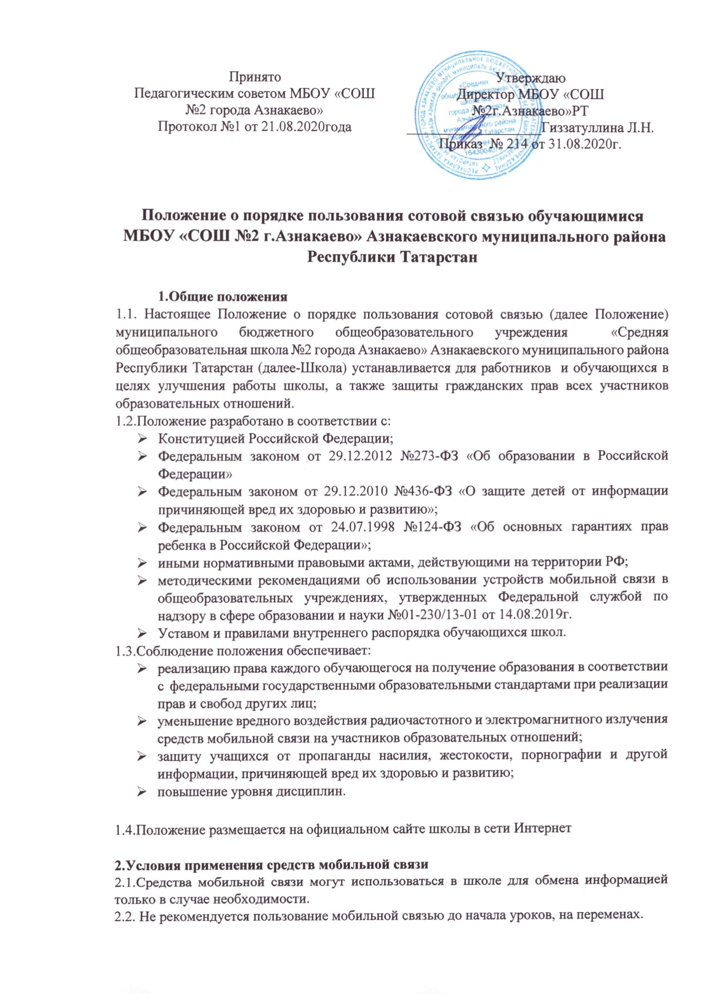 Принято
Педагогическим советом МБОУ «СОШ
№2 города Азнакаево»
Протокол №1 от 21.08.2020года
Утверждаю
Директор МБОУ «СОШ
№2г.Азнакаево»РТ
Гиззатуллина Л.Н.
Приказ № 214 от 31.08.2020г.
«Средняя
общеобразовательная
школа №2
города Азнакаево»
Азнакаевского
муниципального района
Республики Татарстан
ИНН
Положение о порядке пользования сотовой связью обучающимися
МБОУ «СОШ №2 г.Азнакаево» Азнакаевского муниципального района
Республики Татарстан
1.Общие положения
1.1. Настоящее Положение о порядке пользования сотовой связью (далее Положение)
муниципального бюджетного общеобразовательного учреждения «Средняя
общеобразовательная школа №2 города Азнакаево» Азнакаевского муниципального района
Республики Татарстан (далее-Школа) устанавливается для работников и обучающихся в
целях улучшения работы школы, а также защиты гражданских прав всех участников
образовательных отношений.
1.2.Положение разработано в соответствии с:
➢ Конституцией Российской Федерации;
➢ Федеральным законом от 29.12.2012 №273-ФЗ «Об образовании в Российской
Федерации»
➢ Федеральным законом от 29.12.2010 №436-ФЗ «О защите детей от информации
причиняющей вред их здоровью и развитию»;
➢ Федеральным законом от 24.07.1998 №124-ФЗ «Об основных гарантиях прав
ребенка в Российской Федерации»;
➢ иными нормативными правовыми актами, действующими на территории РФ;
➢ методическими рекомендациями об использовании устройств мобильной связи в
общеобразовательных учреждениях, утвержденных Федеральной службой по
надзору в сфере образовании и науки №01-230/13-01 от 14.08.2019г.
➢ Уставом и правилами внутреннего распорядка обучающихся школ.
1.3.Соблюдение положения обеспечивает:
➢ реализацию права каждого обучающегося на получение образования в соответствии
с федеральными государственными образовательными стандартами при реализации
прав и свобод других лиц;
➢ уменьшение вредного воздействия радиочастотного и электромагнитного излучения
средств мобильной связи на участников образовательных отношений;
➢ защиту учащихся от пропаганды насилия, жестокости, порнографии и другой
информации, причиняющей вред их здоровью и развитию;
➢ повышение уровня дисциплин.
1.4.Положение размещается на официальном сайте школы в сети Интернет
2.Условия применения средств мобильной связи
2.1.Средства мобильной связи могут использоваться в школе для обмена информацией
только в случае необходимости.
2.2. Не рекомендуется пользование мобильной связью до начала уроков, на переменах.